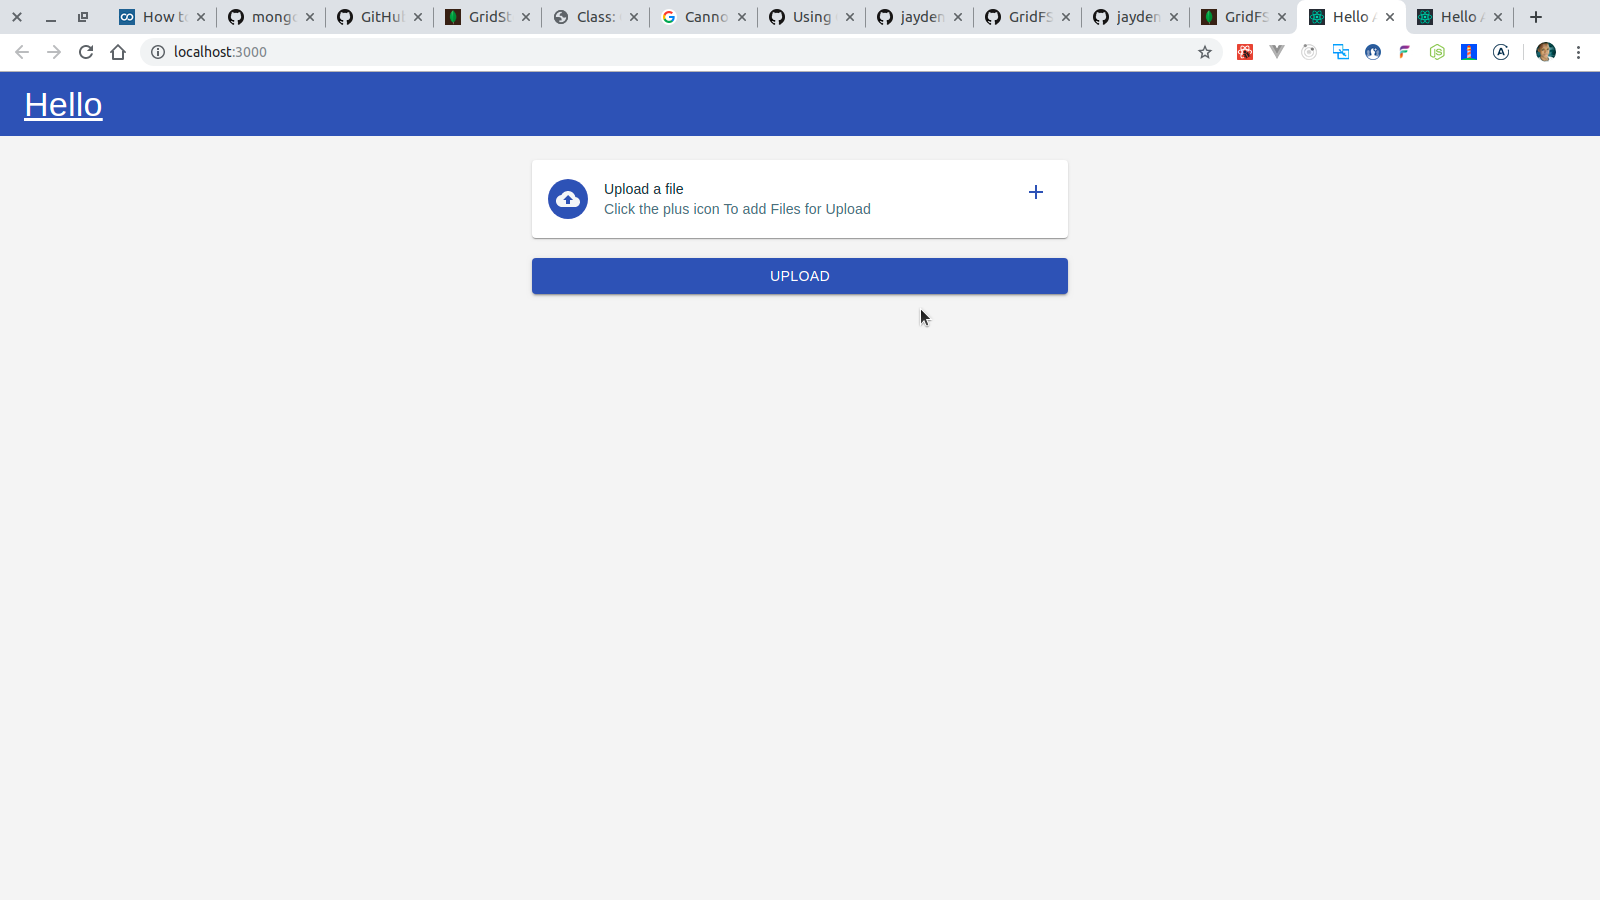 How to
mong
GitHu
GridSt
Class:
Canno
Using
jayden
GridFS
jayden
GridFS
Hello
Hello
localhost:3000
Hello
Upload a file
Click the plus icon To add Files for Upload
UPLOAD